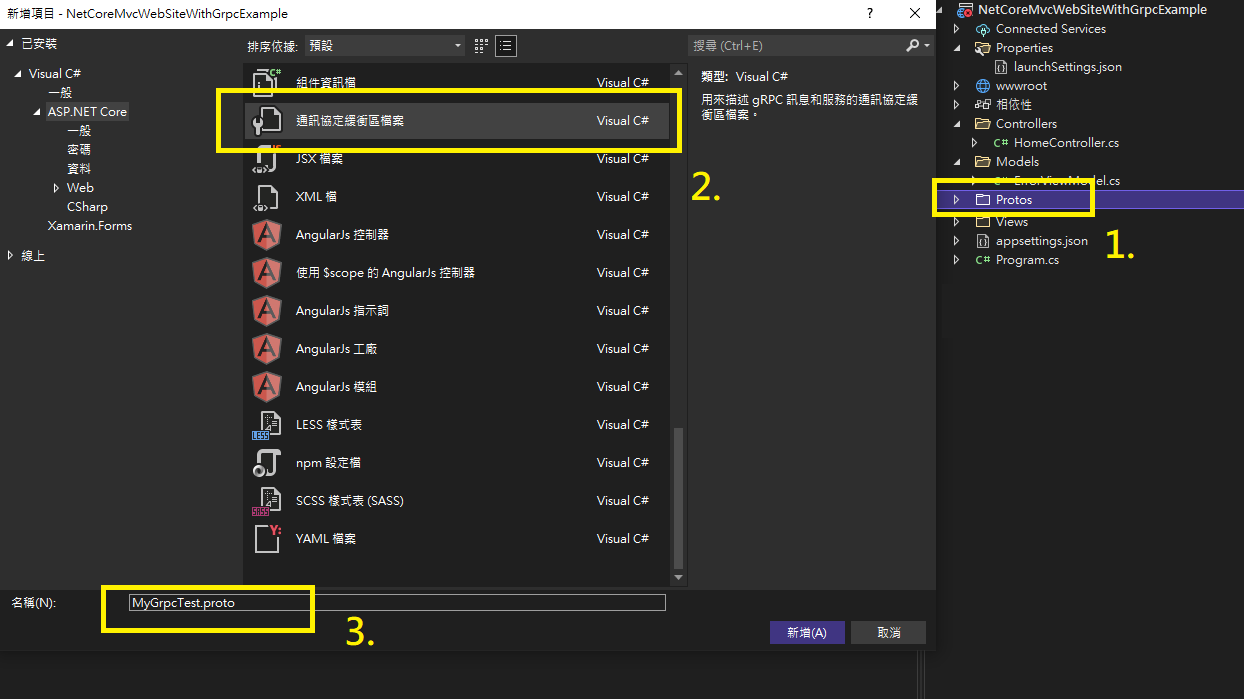 新增項目 - NetCoreMvcWebSiteWithGrpcExample
?
已安裝
Visual C#
一般
ASP.NET Core
一般
密碼
資料
Web
CSharp
Xamarin.Forms
線上
排序依據: 預設
搜尋 (Ctrl+E)
組件資訊檔 Visual C#
通訊協定緩衝區檔案 Visual C#
JSX 檔案 Visual C#
XML 檔 Visual C#
AngularJs 控制器 Visual C#
使用 $scope 的 AngularJs 控制器 Visual C#
AngularJs 指示詞 Visual C#
AngularJs 工廠 Visual C#
AngularJs 模組 Visual C#
LESS 樣式表 Visual C#
npm 設定檔 Visual C#
SCSS 樣式表 (SASS) Visual C#
YAML 檔案 Visual C#
類型: Visual C#
用來描述 gRPC 訊息和服務的通訊協定緩
衝區檔案。
2.
名稱(N): MyGrpcTest.proto
3.
新增(A) 取消
NetCoreMvcWebSiteWithGrpcExample
Connected Services
Properties
launchSettings.json
wwwroot
相依性
Controllers
C# HomeController.cs
Models
C# ErrorViewModel.cs
Protos
Views
appsettings.json
C# Program.cs
1.